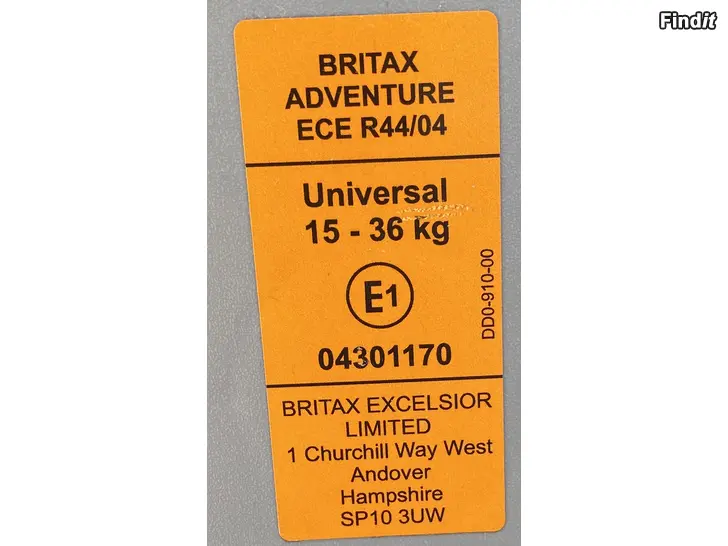 Findit
BRITAX
ADVENTURE
ECE R44/04
Universal
15 - 36 kg
E1
DD0-910-00
04301170
BRITAX EXCELSIOR
LIMITED
1 Churchill Way West
Andover
Hampshire
SP10 3UW